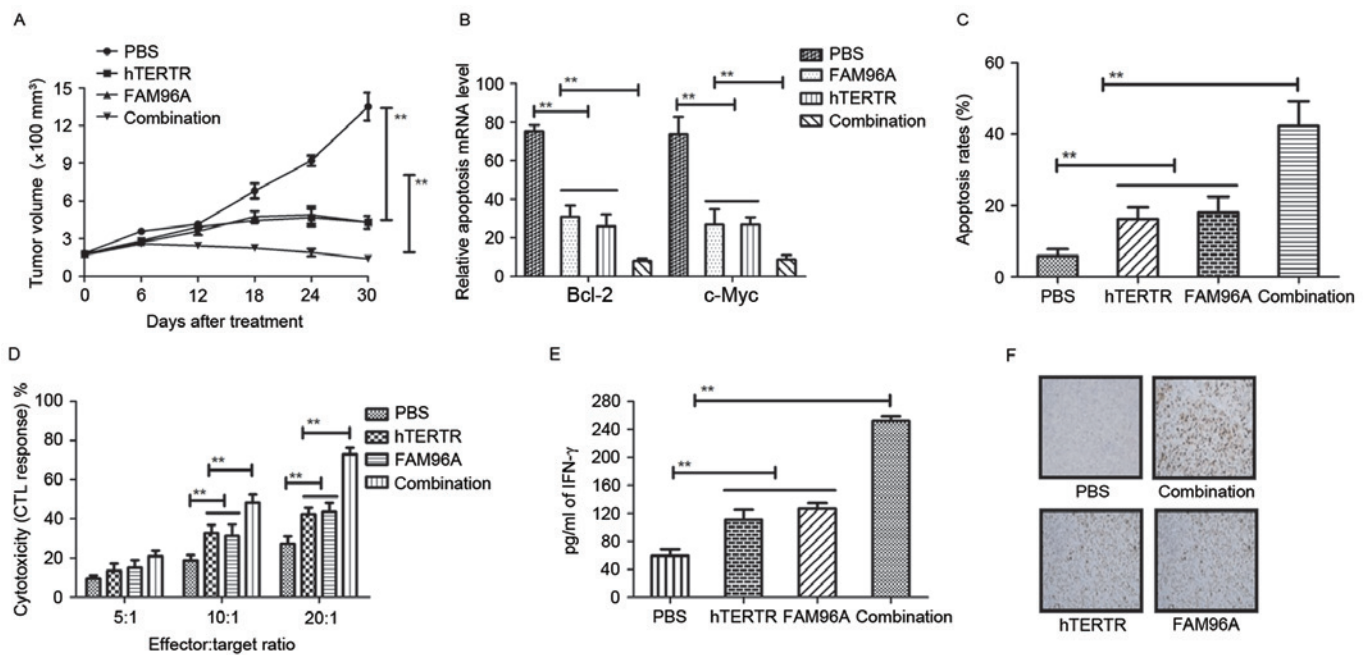 A
PBS
hTERTR
FAM96A
Combination
Tumor volume (×100 mm³)
15
12
9
6
3
0
**
**
0 6 12 18 24 30
Days after treatment
B
PBS
FAM96A
hTERTR
Combination
Relative apoptosis mRNA level
100
80
60
40
20
0
**
**
**
**
Bcl-2 c-Myc
C
Apoptosis rates (%)
60
40
20
0
**
**
PBS hTERTR FAM96A Combination
D
Cytotoxicity (CTL response) %
100
80
60
40
20
0
PBS
hTERTR
FAM96A
Combination
**
**
**
**
5:1 10:1 20:1
Effector:target ratio
E
pg/ml of IFN-γ
280
240
200
160
120
80
40
0
**
**
PBS hTERTR FAM96A Combination
F
PBS Combination
hTERTR FAM96A